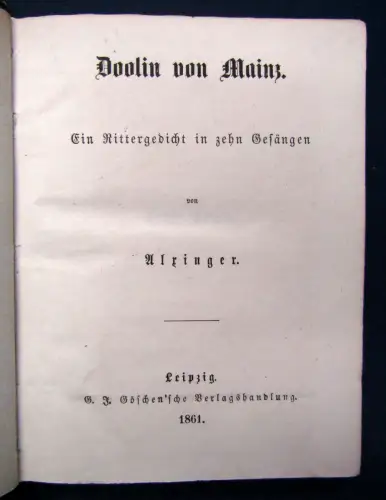 Doolin von Mainz.
Ein Rittergedicht in zehn Gesängen
von
Alxinger.
Leipzig.
G. J. Göschen'sche Verlagshandlung.
1861.